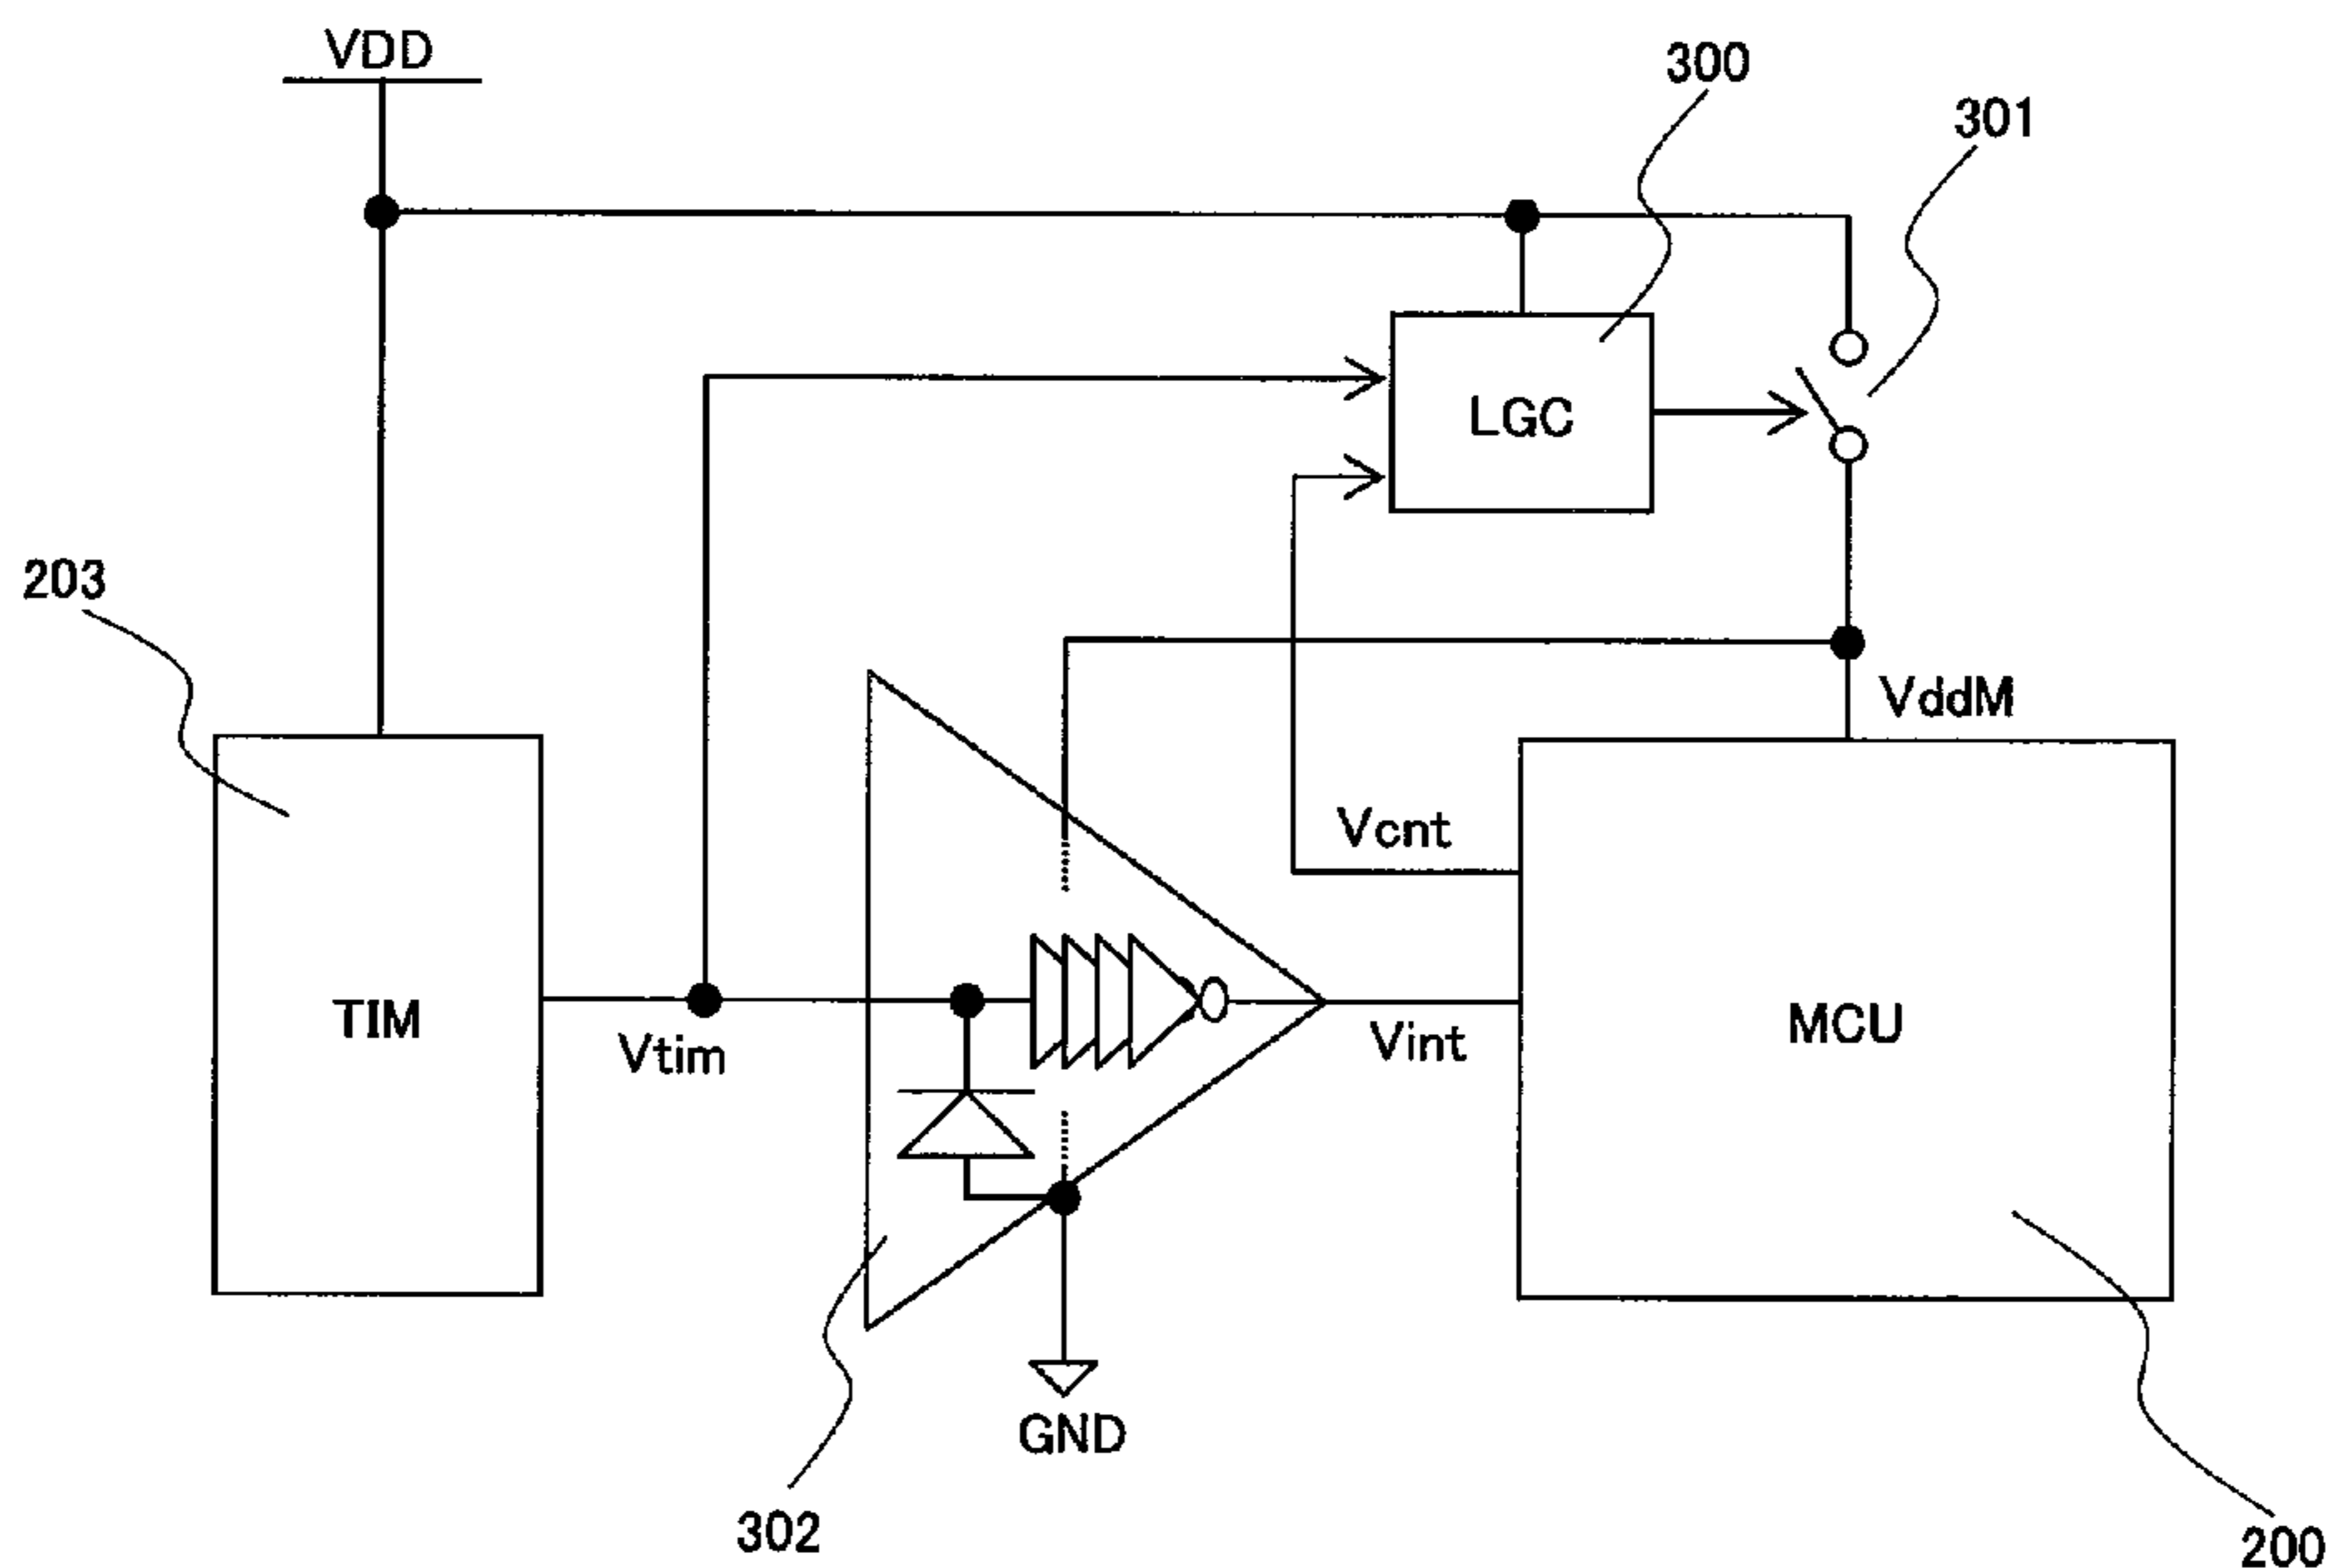 VDD
300
301
LGC
203
VddM
Vcnt
TIM
Vtim
Vint
MCU
GND
302
200